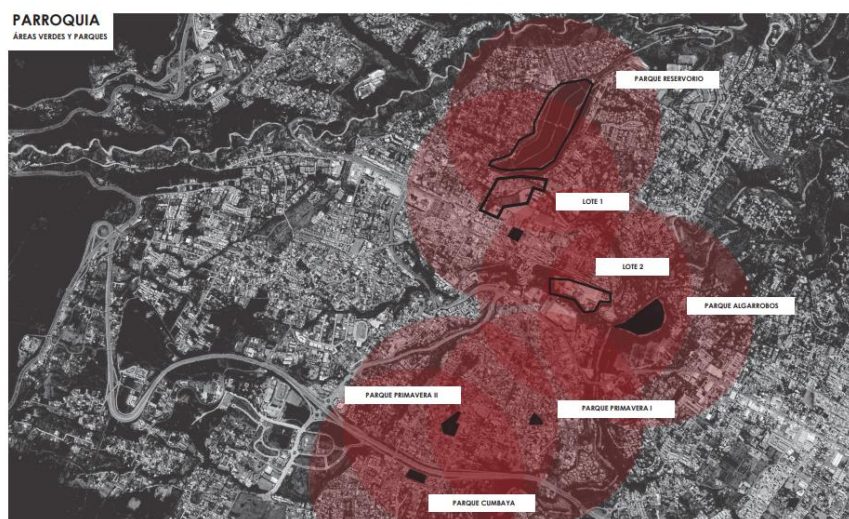 PARROQUIA
ÁREAS VERDES Y PARQUES
PARQUE RESERVORIO
LOTE 1
LOTE 2
PARQUE ALGARROBOS
PARQUE PRIMAVERA II
PARQUE PRIMAVERA I
PARQUE CUMBAYA